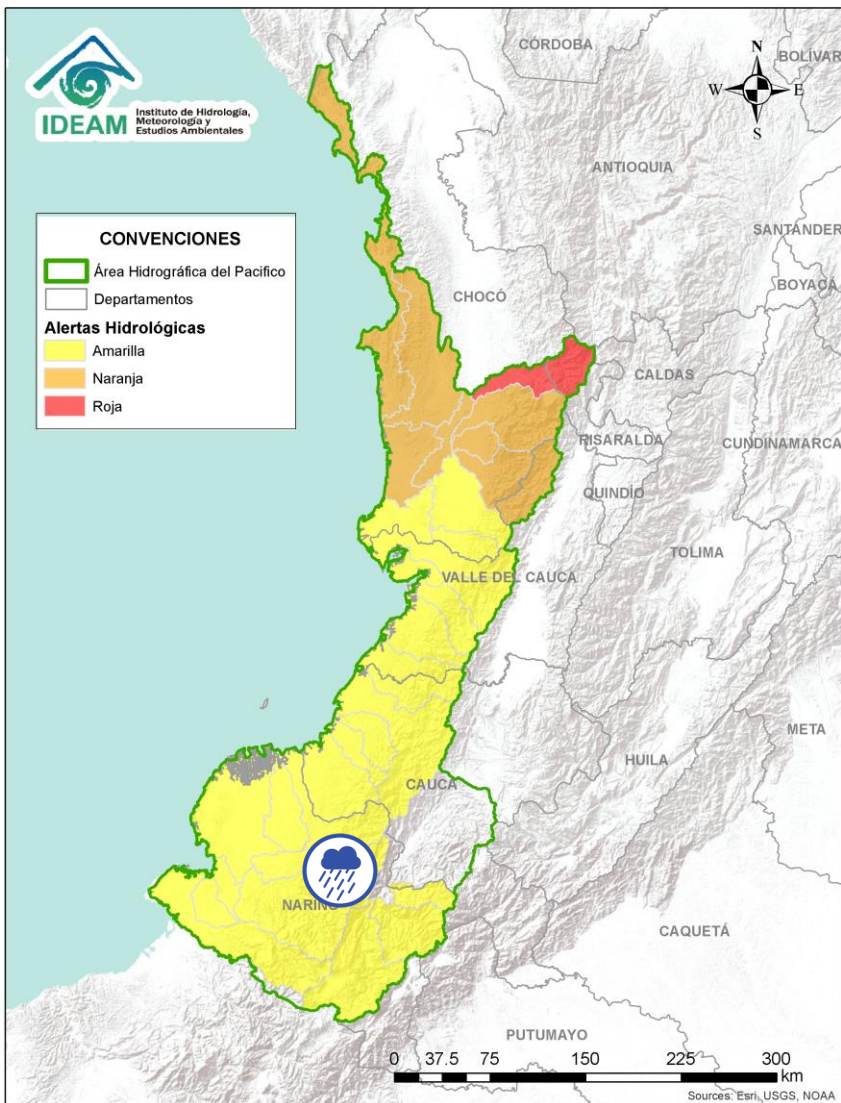 IDEAM
Instituto de Hidrología,
Meteorología y
Estudios Ambientales
CONVENCIONES
Área Hidrográfica del Pacifico
Departamentos
Alertas Hidrológicas
Amarilla
Naranja
Roja
N
W
E
S
CÓRDOBA
BOLÍVAR
ANTIOQUIA
SANTANDER
BOYACÁ
CHOCÓ
CALDAS
RISARALDA
CUNDINAMARCA
QUINDÍO
TOLIMA
VALLE DEL CAUCA
META
HUILA
CAUCA
NARIÑO
CAQUETÁ
PUTUMAYO
0 37.5 75 150 225 300
km
Sources: Esri, USGS, NOAA